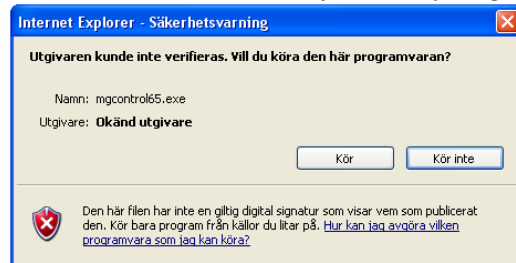 Internet Explorer - Säkerhetsvarning
Utgivaren kunde inte verifieras. Vill du köra den här programvaran?
Namn: mgcontrol65.exe
Utgivare: Okänd utgivare
Kör Kör inte
Den här filen har inte en giltig digital signatur som visar vem som publicerat
den. Kör bara program från källor du litar på. Hur kan jag avgöra vilken
programvara som jag kan köra?